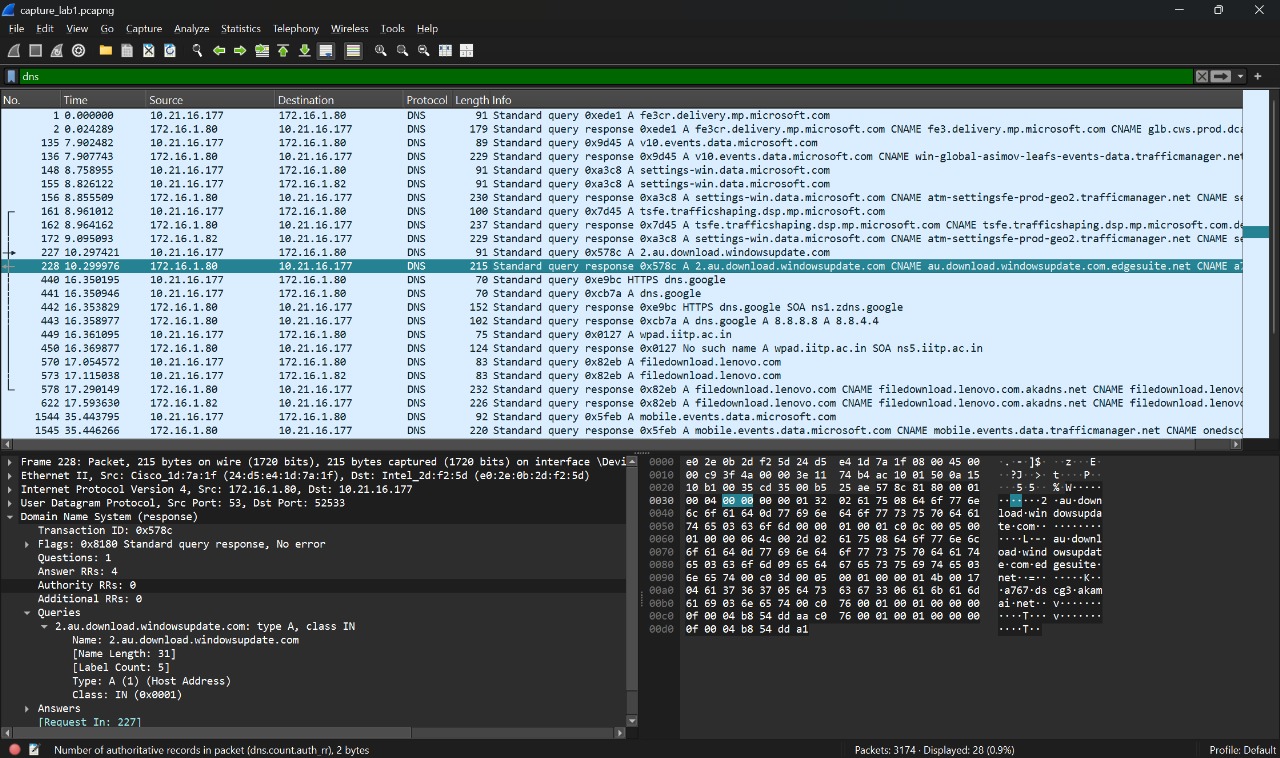 capture_lab1.pcapng
File Edit View Go Capture Analyze Statistics Telephony Wireless Tools Help
dns
No. Time Source Destination Protocol Length Info
1 0.000000 10.21.16.177 172.16.1.80 DNS 91 Standard query 0xede1 A fe3cr.delivery.mp.microsoft.com
2 0.024289 172.16.1.80 10.21.16.177 DNS 179 Standard query response 0xede1 A fe3cr.delivery.mp.microsoft.com CNAME fe3.delivery.mp.microsoft.com CNAME glb.cws.prod.dca
135 7.902482 10.21.16.177 172.16.1.80 DNS 89 Standard query 0x9d45 A v10.events.data.microsoft.com
136 7.907743 172.16.1.80 10.21.16.177 DNS 229 Standard query response 0x9d45 A v10.events.data.microsoft.com CNAME win-global-asimov-leafs-events-data.trafficmanager.net
148 8.758955 10.21.16.177 172.16.1.80 DNS 91 Standard query 0xa3c8 A settings-win.data.microsoft.com
155 8.826122 10.21.16.177 172.16.1.82 DNS 91 Standard query 0xa3c8 A settings-win.data.microsoft.com
156 8.855509 172.16.1.80 10.21.16.177 DNS 230 Standard query response 0xa3c8 A settings-win.data.microsoft.com CNAME atm-settingsfe-prod-geo2.trafficmanager.net CNAME se
161 8.961012 10.21.16.177 172.16.1.80 DNS 100 Standard query 0x7d45 A tsfe.trafficshaping.dsp.mp.microsoft.com
162 8.964162 172.16.1.80 10.21.16.177 DNS 237 Standard query response 0x7d45 A tsfe.trafficshaping.dsp.mp.microsoft.com CNAME tsfe.trafficshaping.dsp.mp.microsoft.com.de
172 9.095093 172.16.1.82 10.21.16.177 DNS 229 Standard query response 0xa3c8 A settings-win.data.microsoft.com CNAME atm-settingsfe-prod-geo2.trafficmanager.net CNAME se
227 10.297421 10.21.16.177 172.16.1.80 DNS 91 Standard query 0x578c A 2.au.download.windowsupdate.com
228 10.299976 172.16.1.80 10.21.16.177 DNS 215 Standard query response 0x578c A 2.au.download.windowsupdate.com CNAME au.download.windowsupdate.com.edgesuite.net CNAME a7
440 16.350195 10.21.16.177 172.16.1.80 DNS 70 Standard query 0xe9bc HTTPS dns.google
441 16.350946 10.21.16.177 172.16.1.80 DNS 70 Standard query 0xcb7a A dns.google
442 16.353829 172.16.1.80 10.21.16.177 DNS 152 Standard query response 0xe9bc HTTPS dns.google SOA ns1.zdns.google
443 16.358977 172.16.1.80 10.21.16.177 DNS 102 Standard query response 0xcb7a A dns.google A 8.8.8.8 A 8.8.4.4
449 16.361095 10.21.16.177 172.16.1.80 DNS 75 Standard query 0x0127 A wpad.iitp.ac.in
450 16.369877 172.16.1.80 10.21.16.177 DNS 124 Standard query response 0x0127 No such name A wpad.iitp.ac.in SOA ns5.iitp.ac.in
570 17.054572 10.21.16.177 172.16.1.80 DNS 83 Standard query 0x82eb A filedownload.lenovo.com
573 17.115038 10.21.16.177 172.16.1.82 DNS 83 Standard query 0x82eb A filedownload.lenovo.com
578 17.290149 172.16.1.80 10.21.16.177 DNS 232 Standard query response 0x82eb A filedownload.lenovo.com CNAME filedownload.lenovo.com.akadns.net CNAME filedownload.lenovo
622 17.593630 172.16.1.82 10.21.16.177 DNS 226 Standard query response 0x82eb A filedownload.lenovo.com CNAME filedownload.lenovo.com.akadns.net CNAME filedownload.lenovo
1544 35.443795 10.21.16.177 172.16.1.80 DNS 92 Standard query 0x5feb A mobile.events.data.microsoft.com
1545 35.446266 172.16.1.80 10.21.16.177 DNS 220 Standard query response 0x5feb A mobile.events.data.microsoft.com CNAME mobile.events.data.trafficmanager.net CNAME onedsco
Frame 228: Packet, 215 bytes on wire (1720 bits), 215 bytes captured (1720 bits) on interface \Devi
Ethernet II, Src: Cisco_1d:7a:1f (24:d5:e4:1d:7a:1f), Dst: Intel_2d:f2:5d (e0:2e:0b:2d:f2:5d)
Internet Protocol Version 4, Src: 172.16.1.80, Dst: 10.21.16.177
User Datagram Protocol, Src Port: 53, Dst Port: 52533
Domain Name System (response)
Transaction ID: 0x578c
Flags: 0x8180 Standard query response, No error
Questions: 1
Answer RRs: 4
Authority RRs: 0
Additional RRs: 0
Queries
2.au.download.windowsupdate.com: type A, class IN
Name: 2.au.download.windowsupdate.com
[Name Length: 31]
[Label Count: 5]
Type: A (1) (Host Address)
Class: IN (0x0001)
Answers
[Request In: 227]
0000 e0 2e 0b 2d f2 5d 24 d5 e4 1d 7a 1f 08 00 45 00 ·.·-·]$· ··z···E·
0010 00 c9 3f 4a 00 00 3e 11 74 b4 ac 10 01 50 0a 15 ··?J··>· t····P··
0020 10 b1 00 35 cd 35 00 b5 25 ae 57 8c 81 80 00 01 ···5·5·· %·W·····
0030 00 04 00 00 00 00 01 32 02 61 75 08 64 6f 77 6e ·······2 ·au·down
0040 6c 6f 61 64 0d 77 69 6e 64 6f 77 73 75 70 64 61 load·win dowsupda
0050 74 65 03 63 6f 6d 00 00 01 00 01 c0 0c 00 05 00 te·com·· ········
0060 01 00 00 06 4c 00 2d 02 61 75 08 64 6f 77 6e 6c ····L·-· au·downl
0070 6f 61 64 0d 77 69 6e 64 6f 77 73 75 70 64 61 74 oad·wind owsupdat
0080 65 03 63 6f 6d 09 65 64 67 65 73 75 69 74 65 03 e·com·ed gesuite·
0090 6e 65 74 00 c0 3d 00 05 00 01 00 00 01 4b 00 17 net··=·· ·····K··
00a0 04 61 37 36 37 05 64 73 63 67 33 06 61 6b 61 6d ·a767·ds cg3·akam
00b0 61 69 03 6e 65 74 00 c0 76 00 01 00 01 00 00 00 ai·net·· v·······
00c0 0f 00 04 b8 54 dd aa c0 76 00 01 00 01 00 00 00 ····T··· v·······
00d0 0f 00 04 b8 54 dd a1 ····T··
Number of authoritative records in packet (dns.count.auth_rr), 2 bytes
Packets: 3174 · Displayed: 28 (0.9%)
Profile: Default